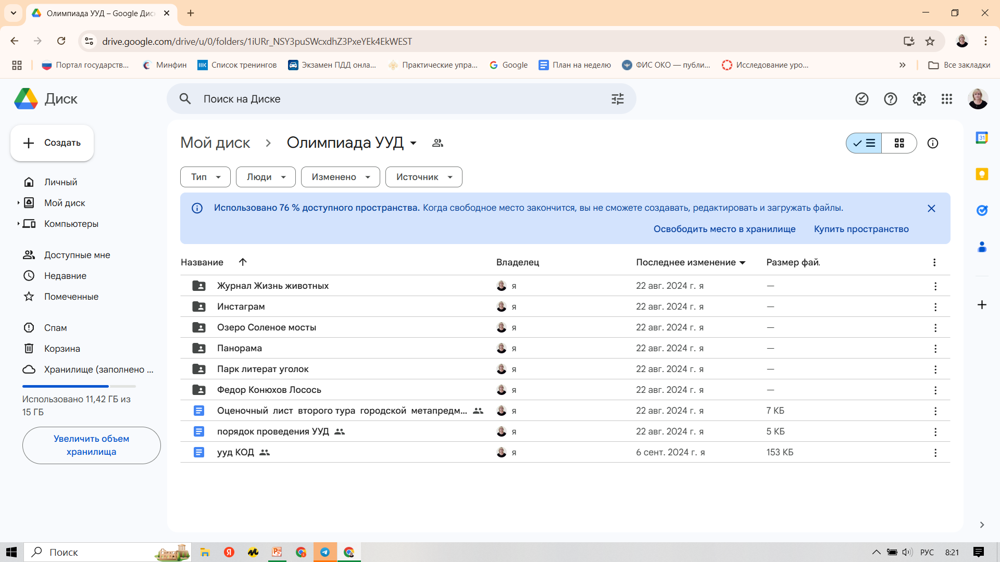 Олимпиада УУД – Google Дис
drive.google.com/drive/u/0/folders/1iURr_NSY3puSWcxdhZ3PxeYEk4EkWEST
Портал государств... Минфин Список тренингов Экзамен ПДД онла... Практические упра... Google План на неделю ФИС ОКО — публи... Исследование уро... Все закладки
Диск
Поиск на Диске
Создать
Личный
Мой диск
Компьютеры
Доступные мне
Недавние
Помеченные
Спам
Корзина
Хранилище (заполнено ...
Использовано 11,42 ГБ из
15 ГБ
Увеличить объем
хранилища
Мой диск Олимпиада УУД
Тип Люди Изменено Источник
Использовано 76 % доступного пространства. Когда свободное место закончится, вы не сможете создавать, редактировать и загружать файлы.
Освободить место в хранилище Купить пространство
Название Владелец Последнее изменение Размер фай.
Журнал Жизнь животных я 22 авг. 2024 г. я —
Инстаграм я 22 авг. 2024 г. я —
Озеро Соленое мосты я 22 авг. 2024 г. я —
Панорама я 22 авг. 2024 г. я —
Парк литерат уголок я 22 авг. 2024 г. я —
Федор Конюхов Лосось я 22 авг. 2024 г. я —
Оценочный лист второго тура городской метапредм... я 22 авг. 2024 г. я 7 КБ
порядок проведения УУД я 22 авг. 2024 г. я 5 КБ
ууд КОД я 6 сент. 2024 г. я 153 КБ
31
Поиск
РУС 8:21